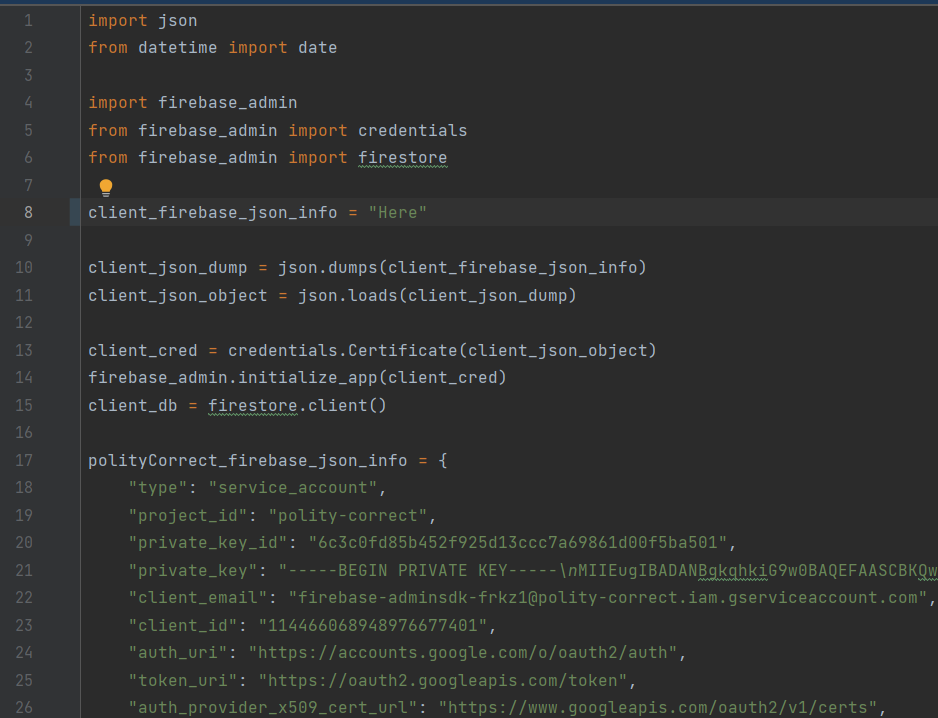 1 import json
2 from datetime import date
3
4 import firebase_admin
5 from firebase_admin import credentials
6 from firebase_admin import firestore
7
8 client_firebase_json_info = "Here"
9
10 client_json_dump = json.dumps(client_firebase_json_info)
11 client_json_object = json.loads(client_json_dump)
12
13 client_cred = credentials.Certificate(client_json_object)
14 firebase_admin.initialize_app(client_cred)
15 client_db = firestore.client()
16
17 polityCorrect_firebase_json_info = {
18 "type": "service_account",
19 "project_id": "polity-correct",
20 "private_key_id": "6c3c0fd85b452f925d13ccc7a69861d00f5ba501",
21 "private_key": "-----BEGIN PRIVATE KEY-----\nMIIEugIBADANBgkqhkiG9w0BAQEFAASCBKQw
22 "client_email": "firebase-adminsdk-frkz1@polity-correct.iam.gserviceaccount.com",
23 "client_id": "114466068948976677401",
24 "auth_uri": "https://accounts.google.com/o/oauth2/auth",
25 "token_uri": "https://oauth2.googleapis.com/token",
26 "auth_provider_x509_cert_url": "https://www.googleapis.com/oauth2/v1/certs",